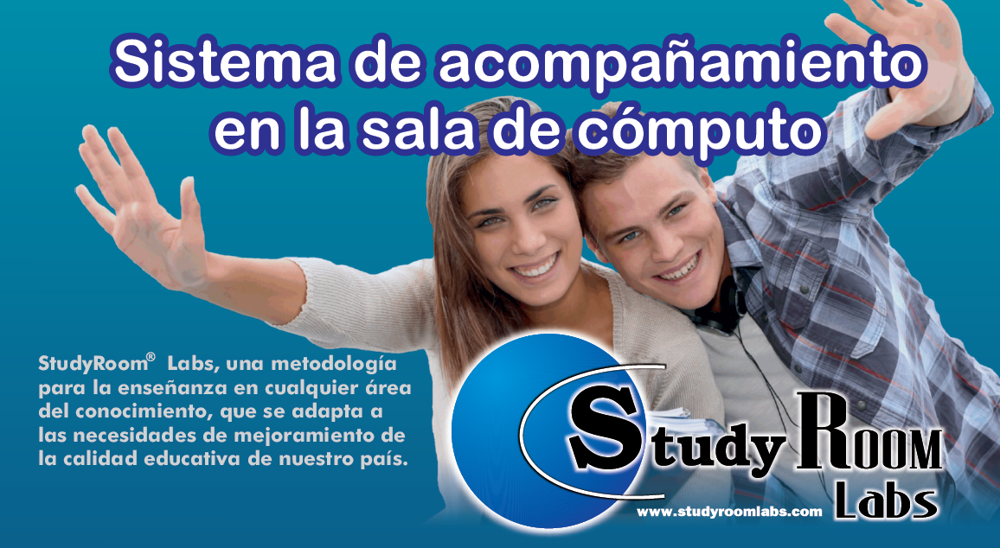 Sistema de acompañamiento
en la sala de cómputo
StudyRoom® Labs, una metodología
para la enseñanza en cualquier área
del conocimiento, que se adapta a
las necesidades de mejoramiento de
la calidad educativa de nuestro país.
Study Room
Labs
www.studyroomlabs.com